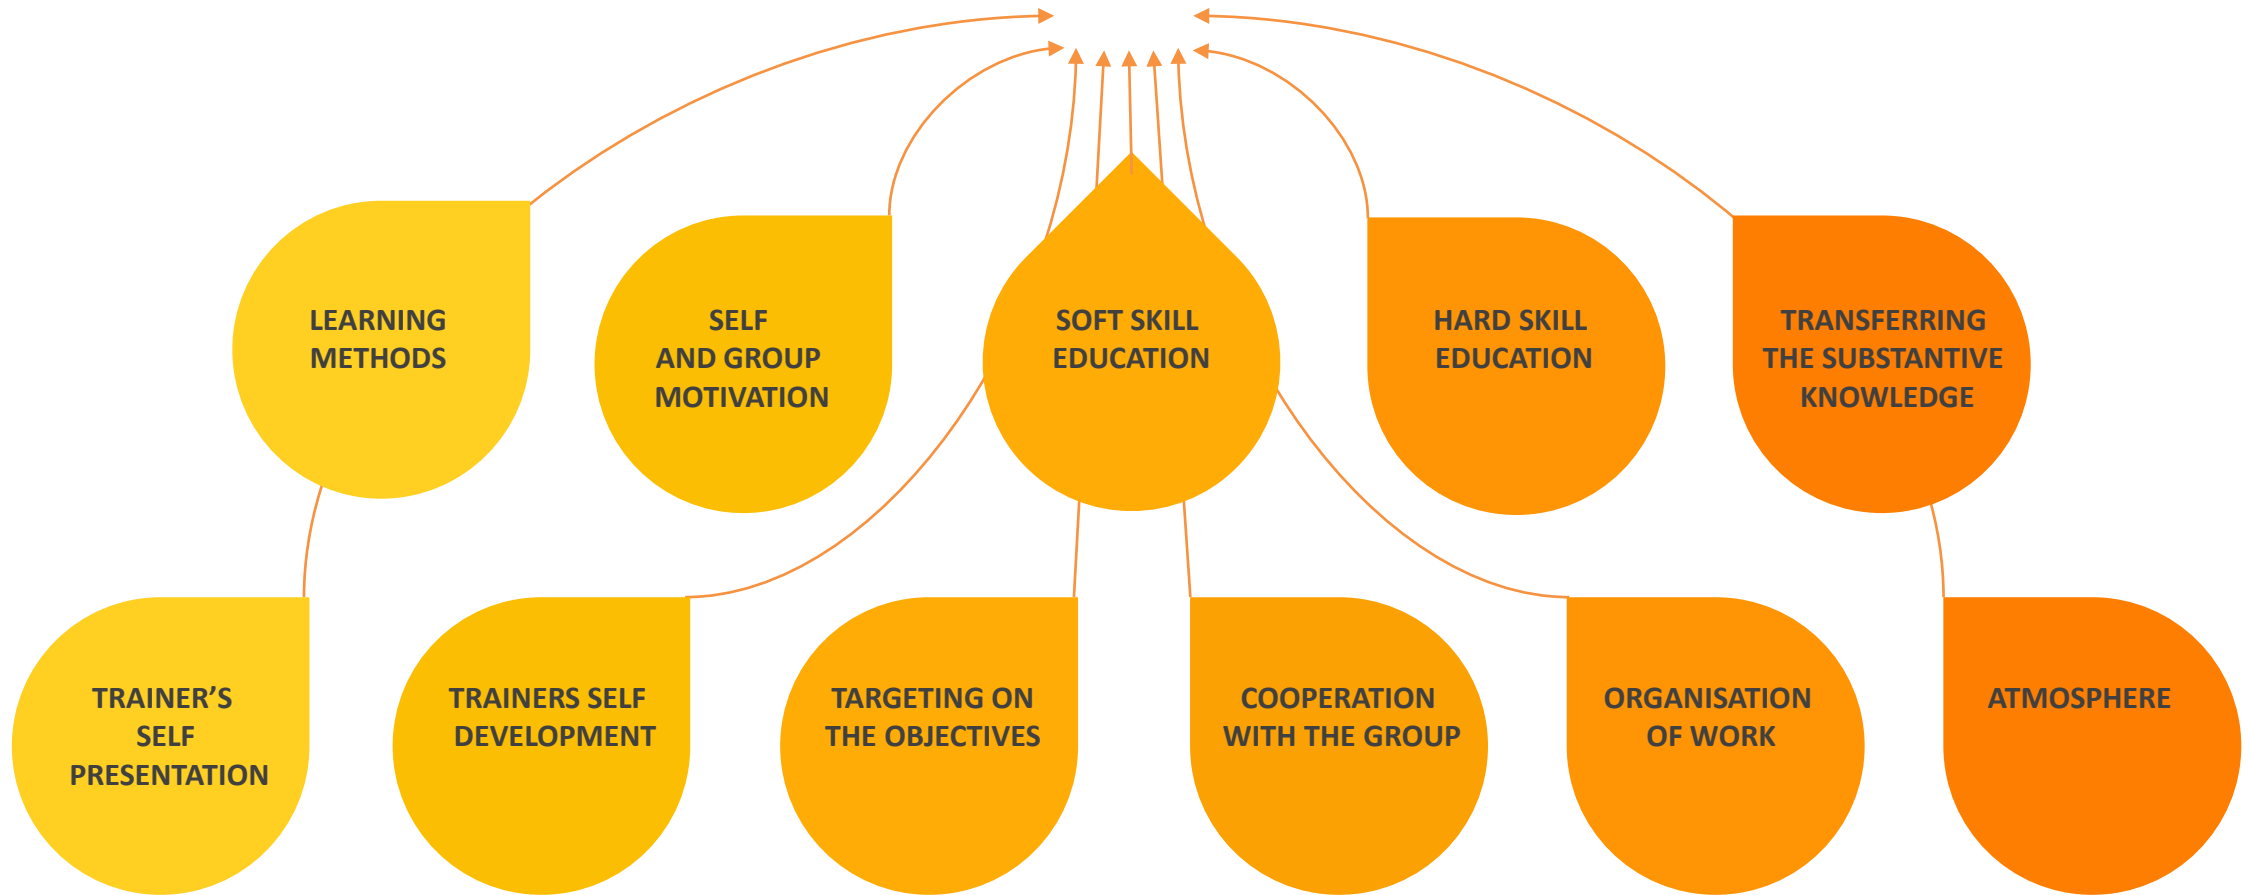 LEARNING
METHODS
SELF
AND GROUP
MOTIVATION
SOFT SKILL
EDUCATION
HARD SKILL
EDUCATION
TRANSFERRING
THE SUBSTANTIVE
KNOWLEDGE
TRAINER’S
SELF
PRESENTATION
TRAINERS SELF
DEVELOPMENT
TARGETING ON
THE OBJECTIVES
COOPERATION
WITH THE GROUP
ORGANISATION
OF WORK
ATMOSPHERE